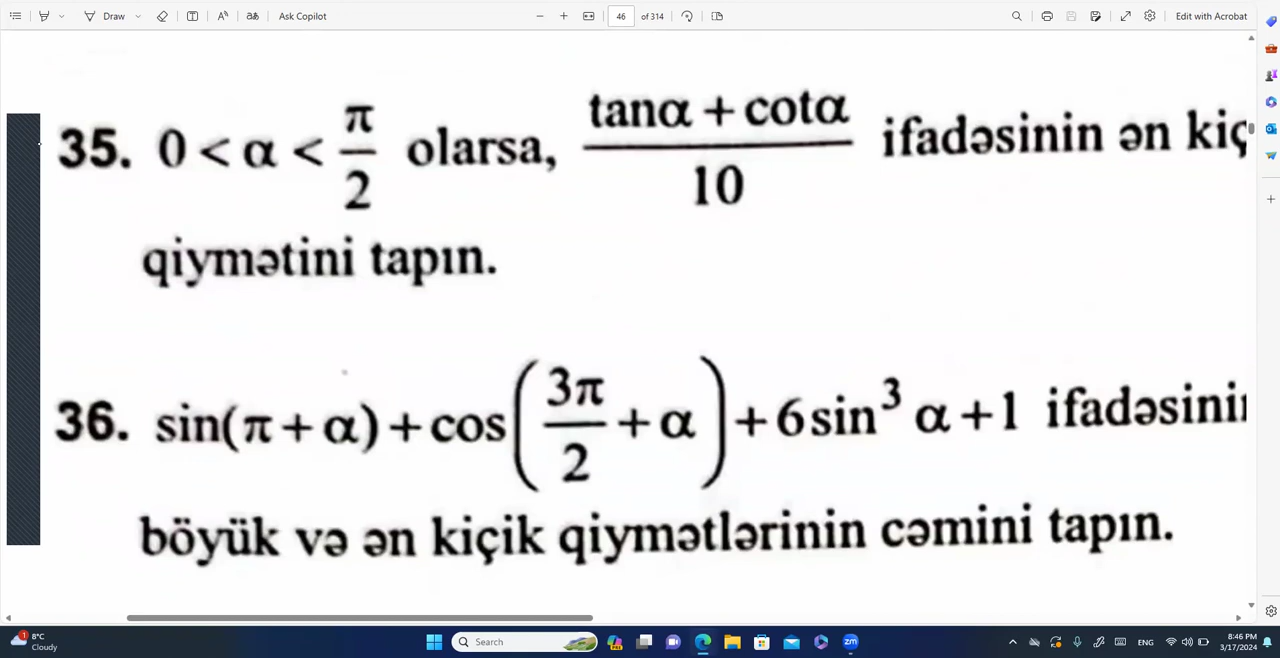 Draw
Ask Copilot
46 of 314
Edit with Acrobat
35. 0 < α < π/2 olarsa, (tanα + cotα)/10 ifadəsinin ən kiç
qiymətini tapın.
36. sin(π + α) + cos(3π/2 + α) + 6sin³ α + 1 ifadəsini
böyük və ən kiçik qiymətlərinin cəmini tapın.
8°C
Cloudy
Search
ENG
8:46 PM
3/17/2024